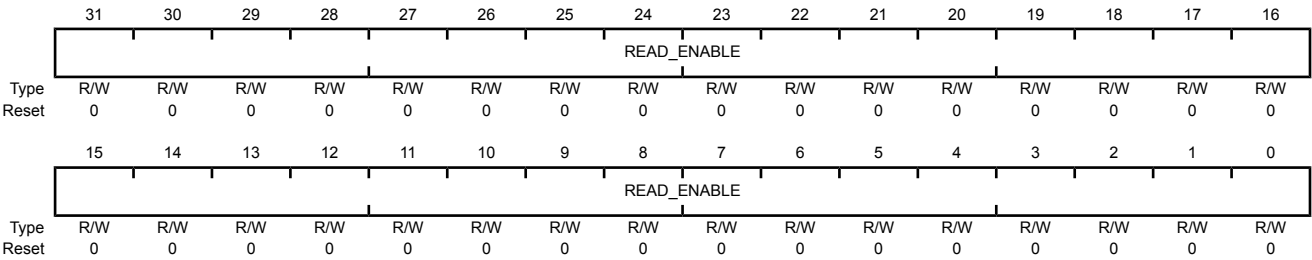 31 30 29 28 27 26 25 24 23 22 21 20 19 18 17 16
READ_ENABLE
Type R/W R/W R/W R/W R/W R/W R/W R/W R/W R/W R/W R/W R/W R/W R/W R/W
Reset 0 0 0 0 0 0 0 0 0 0 0 0 0 0 0 0
15 14 13 12 11 10 9 8 7 6 5 4 3 2 1 0
READ_ENABLE
Type R/W R/W R/W R/W R/W R/W R/W R/W R/W R/W R/W R/W R/W R/W R/W R/W
Reset 0 0 0 0 0 0 0 0 0 0 0 0 0 0 0 0